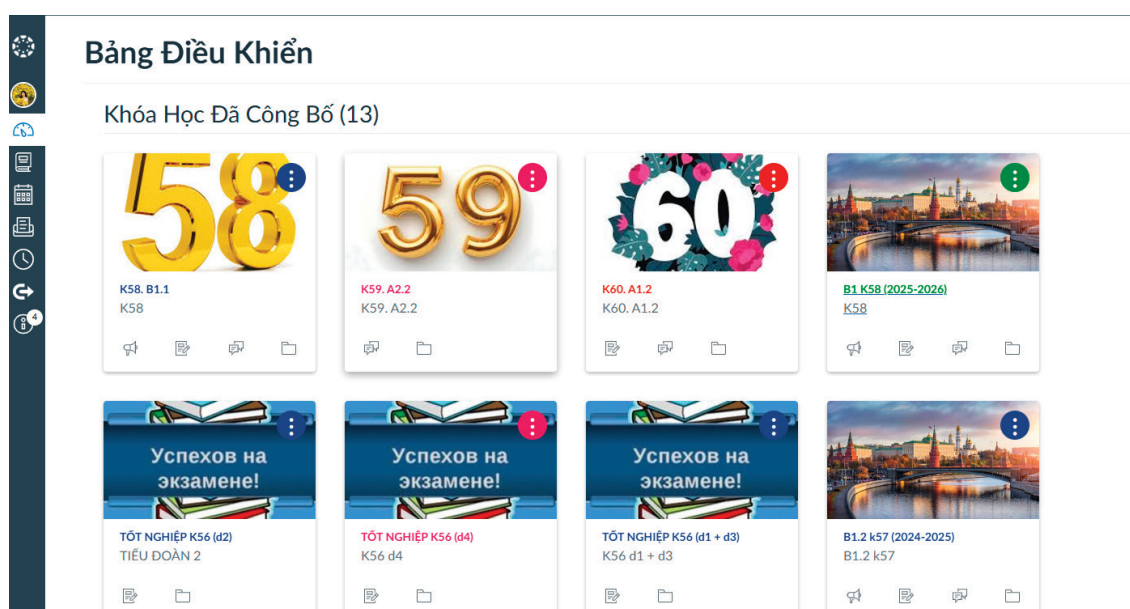 Bảng Điều Khiển
4
Khóa Học Đã Công Bố (13)
58
59
60
K58. B1.1
K58
K59. A2.2
K59. A2.2
K60. A1.2
K60. A1.2
B1 K58 (2025-2026)
K58
Успехов на
экзамене!
Успехов на
экзамене!
Успехов на
экзамене!
TỐT NGHIỆP K56 (d2)
TIỂU ĐOÀN 2
TỐT NGHIỆP K56 (d4)
K56 d4
TỐT NGHIỆP K56 (d1 + d3)
K56 d1 + d3
B1.2 k57 (2024-2025)
B1.2 k57